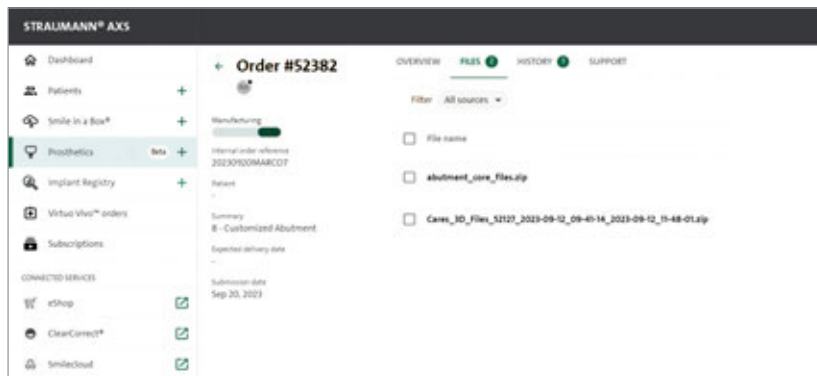 STRAUMANN® AXS
Dashboard
Patients
Smile in a Box®
Prosthetics Beta
Implant Registry
Virtuo Vivo™ orders
Subscriptions
CONNECTED SERVICES
eShop
ClearCorrect®
Smilecloud
Order #52382
Manufacturing
Internal order reference
20230920MARCOT
Patient
-
Summary
8 - Customized Abutment
Expected delivery date
-
Submission date
Sep 20, 2023
OVERVIEW FILES 2 HISTORY SUPPORT
Filter All sources
File name
abutment_core_files.zip
Cares_3D_Files_52127_2023-09-12_09-41-14_2023-09-12_11-48-01.zip